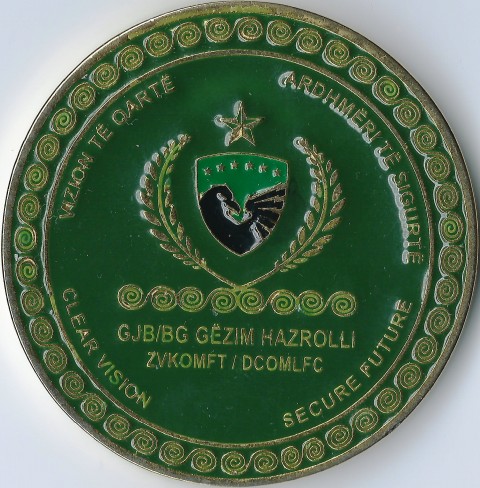 VIZION TË QARTË
ARDHMËRI TË SIGURTË
GJB/BG GËZIM HAZROLLI
ZVKOMFT / DCOMLFC
CLEAR VISION
SECURE FUTURE